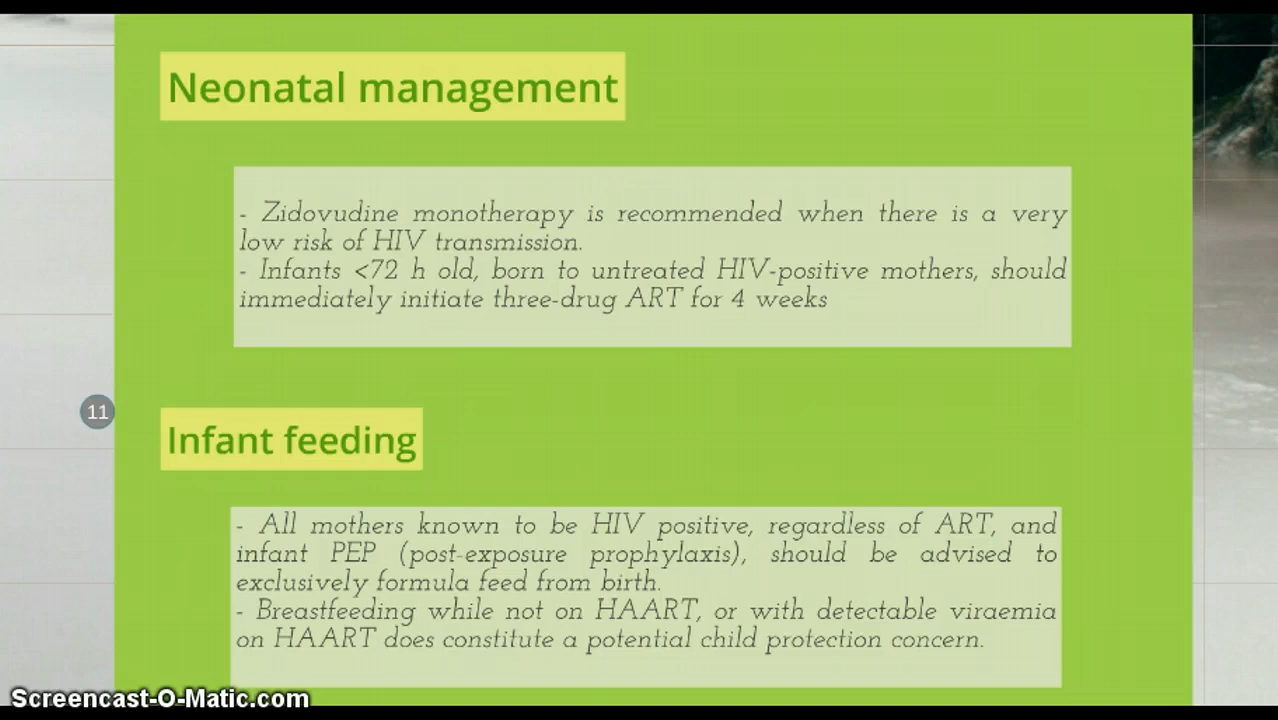 Neonatal management
- Zidovudine monotherapy is recommended when there is a very
low risk of HIV transmission.
- Infants <72 h old, born to untreated HIV-positive mothers, should
immediately initiate three-drug ART for 4 weeks
11
Infant feeding
- All mothers known to be HIV positive, regardless of ART, and
infant PEP (post-exposure prophylaxis), should be advised to
exclusively formula feed from birth.
- Breastfeeding while not on HAART, or with detectable viraemia
on HAART does constitute a potential child protection concern.
Screencast-O-Matic.com